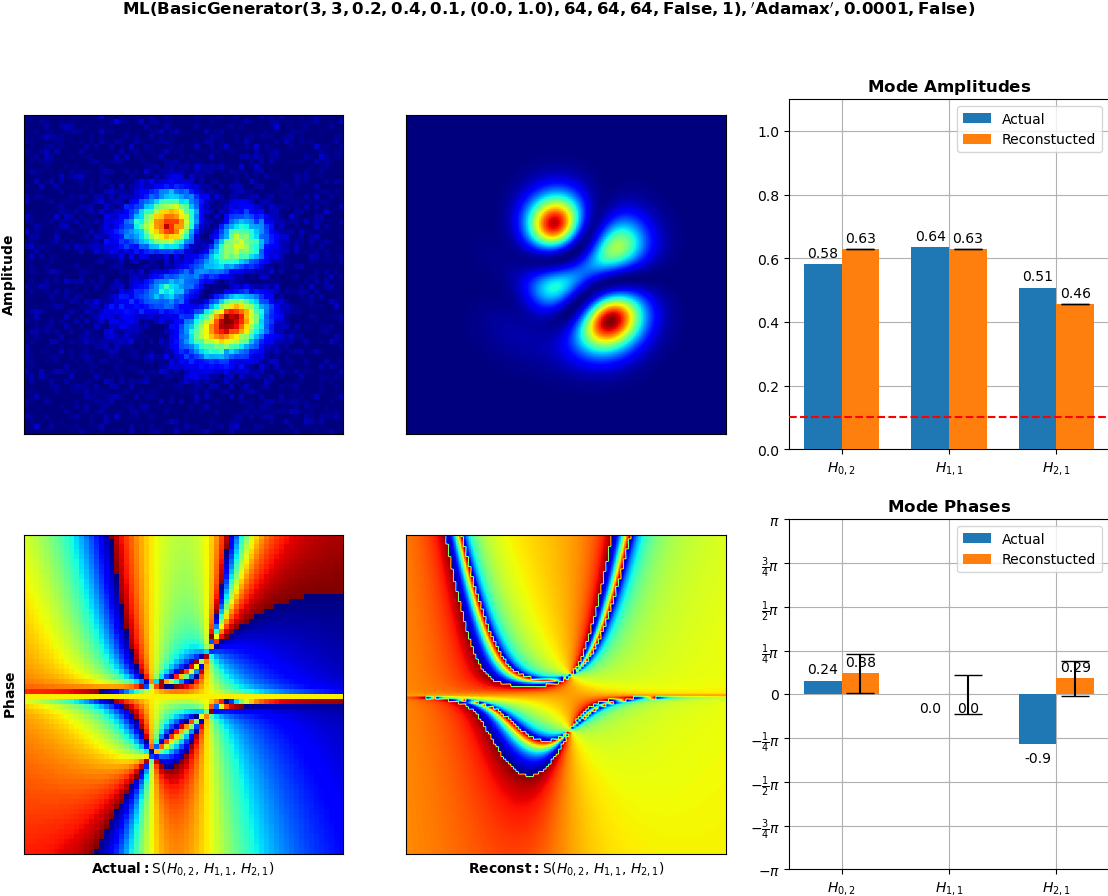 ML(BasicGenerator(3, 3, 0.2, 0.4, 0.1, (0.0, 1.0), 64, 64, 64, False, 1), ′Adamax′, 0.0001, False)
Amplitude
Mode Amplitudes
Actual
Reconstucted
1.0
0.8
0.6
0.4
0.2
0.0
0.58
0.63
0.64
0.63
0.51
0.46
H0,2
H1,1
H2,1
Phase
Actual: S(H0,2, H1,1, H2,1)
Reconst: S(H0,2, H1,1, H2,1)
Mode Phases
Actual
Reconstucted
π
3/4π
1/2π
1/4π
0
−1/4π
−1/2π
−3/4π
−π
0.24
0.38
0.0
0.0
-0.9
0.29
H0,2
H1,1
H2,1